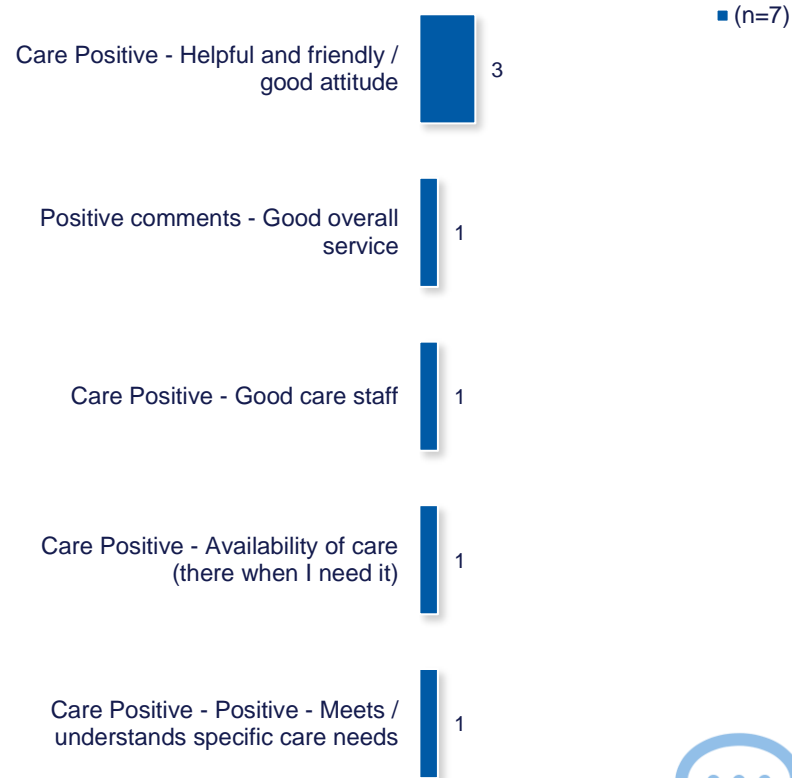 (n=7)
Care Positive - Helpful and friendly /
good attitude
3
Positive comments - Good overall
service
1
Care Positive - Good care staff
1
Care Positive - Availability of care
(there when I need it)
1
Care Positive - Positive - Meets /
understands specific care needs
1